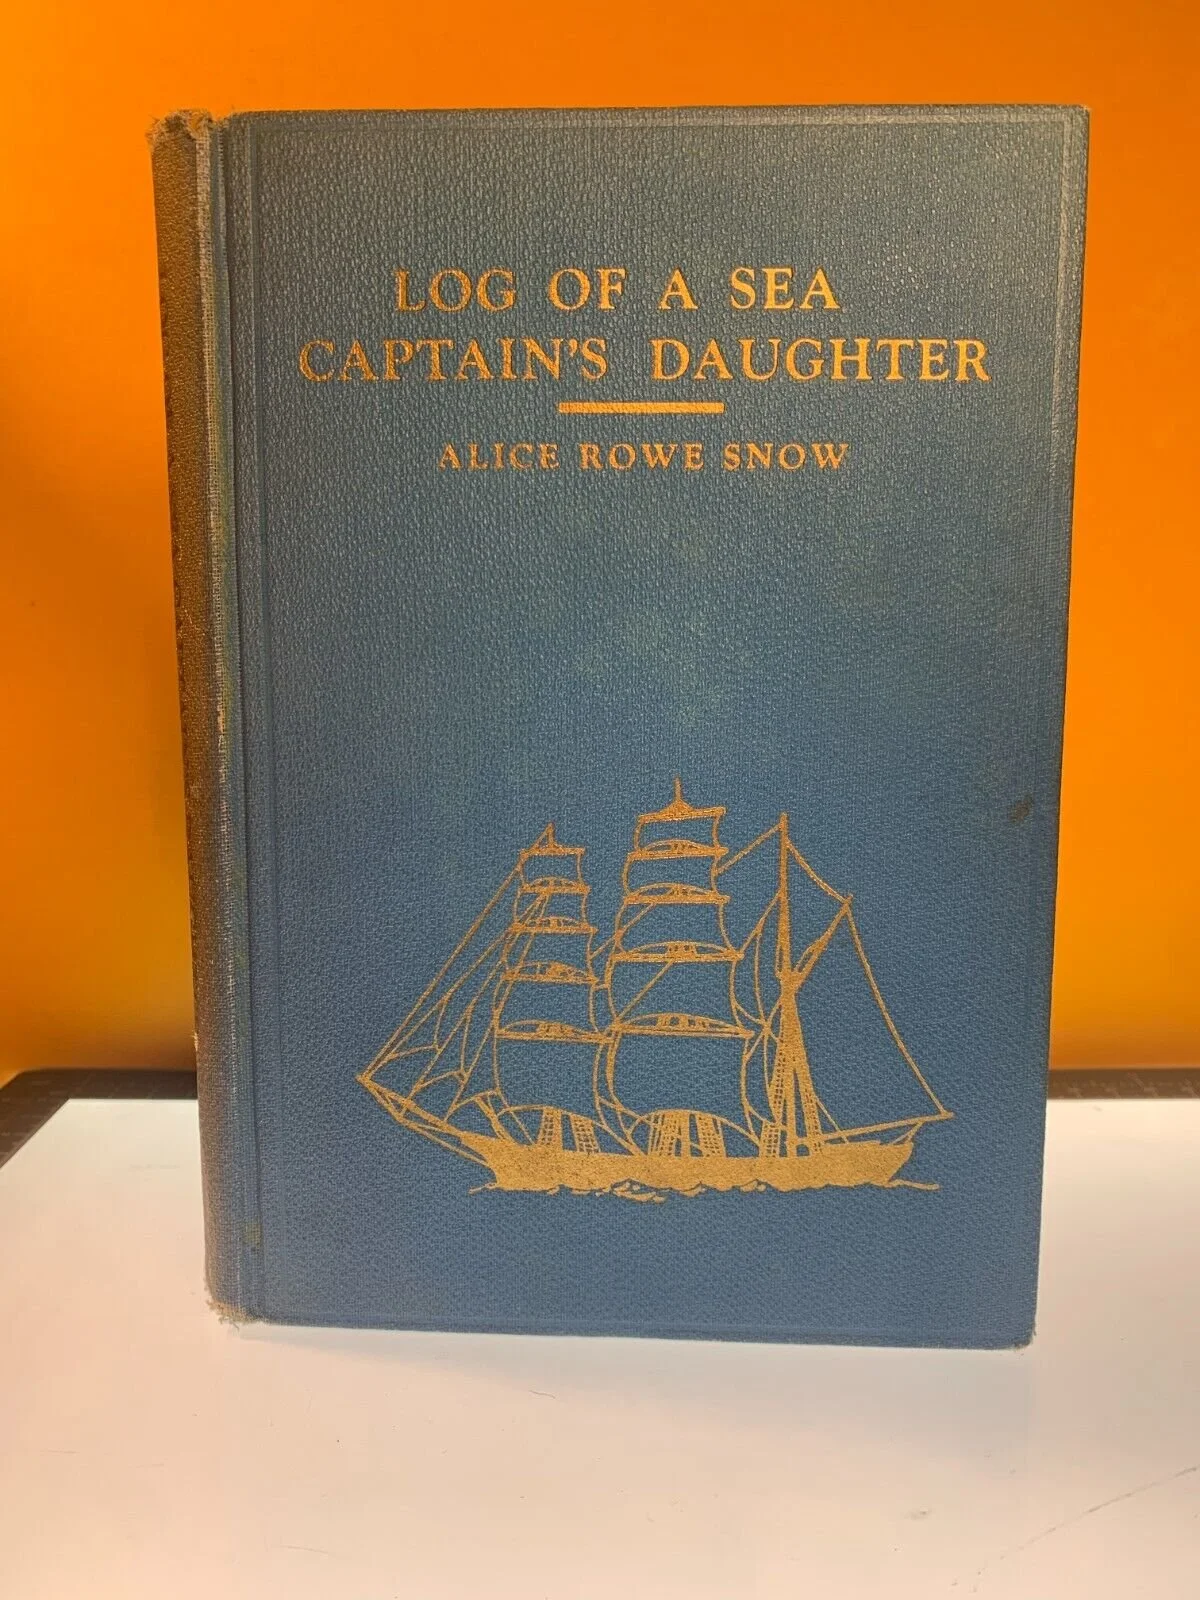 LOG OF A SEA
CAPTAIN'S DAUGHTER
ALICE ROWE SNOW